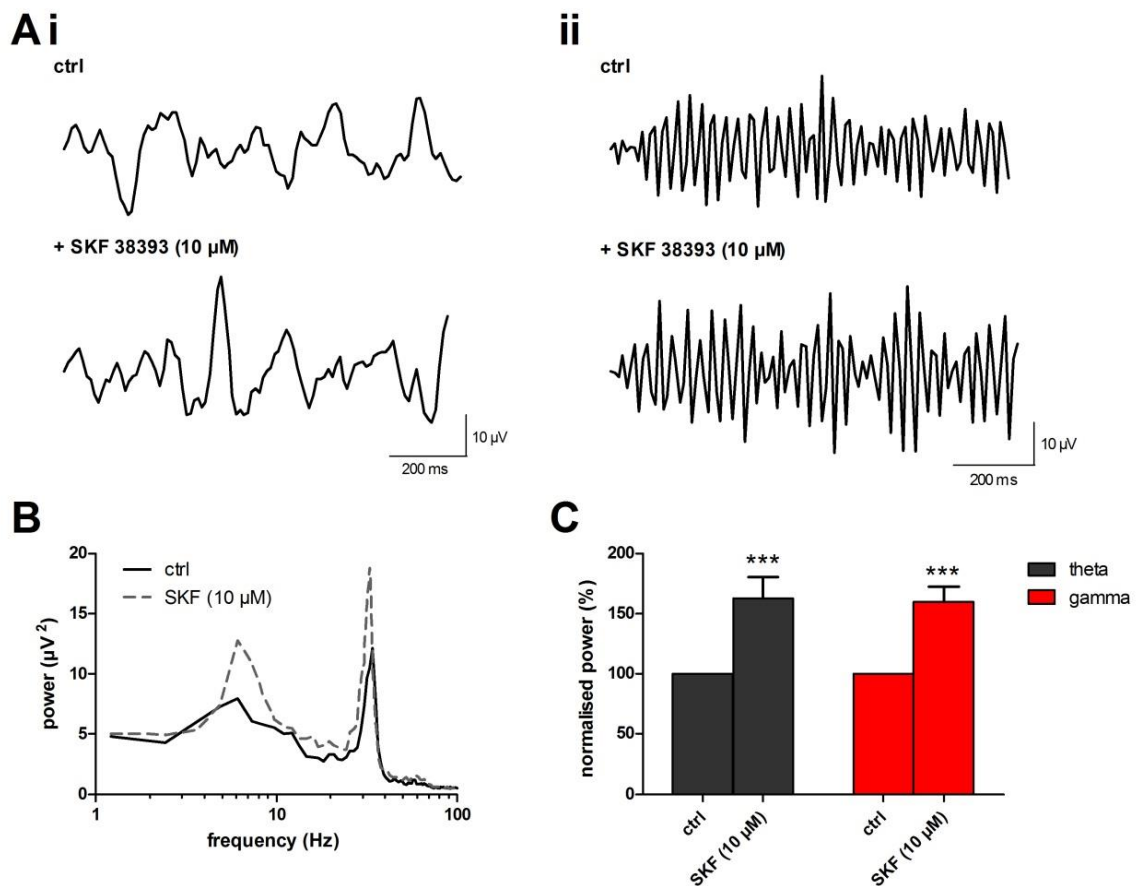 A i
ii
ctrl
ctrl
+ SKF 38393 (10 µM)
+ SKF 38393 (10 µM)
10 µV
200 ms
10 µV
200 ms
B
C
20
15
10
5
0
power (µV²)
ctrl
SKF (10 µM)
1
10
100
frequency (Hz)
200
150
100
50
0
normalised power (%)
***
***
theta
gamma
ctrl
SKF (10 µM)
ctrl
SKF (10 µM)